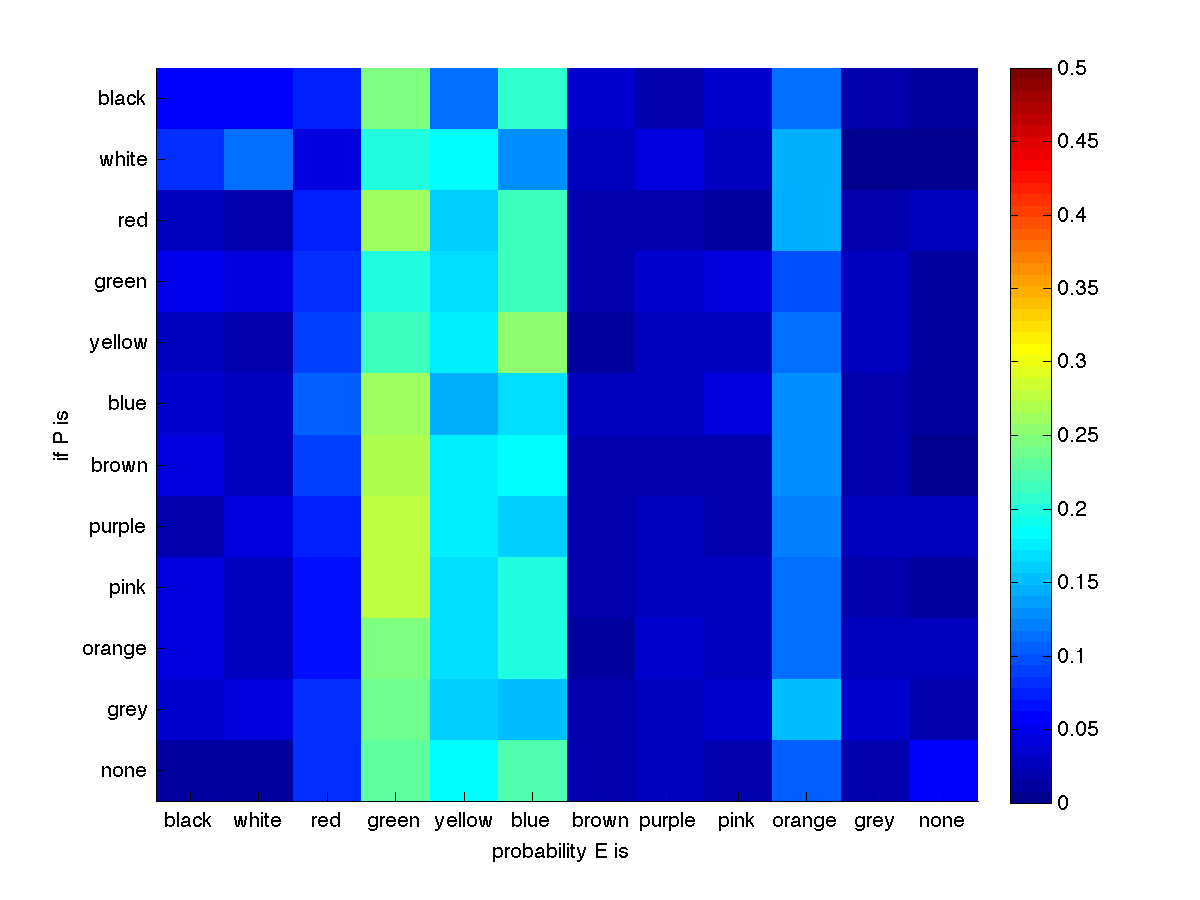 black
white
red
green
yellow
blue
brown
purple
pink
orange
grey
none
if P is
black white red green yellow blue brown purple pink orange grey none
probability E is
0.5
0.45
0.4
0.35
0.3
0.25
0.2
0.15
0.1
0.05
0